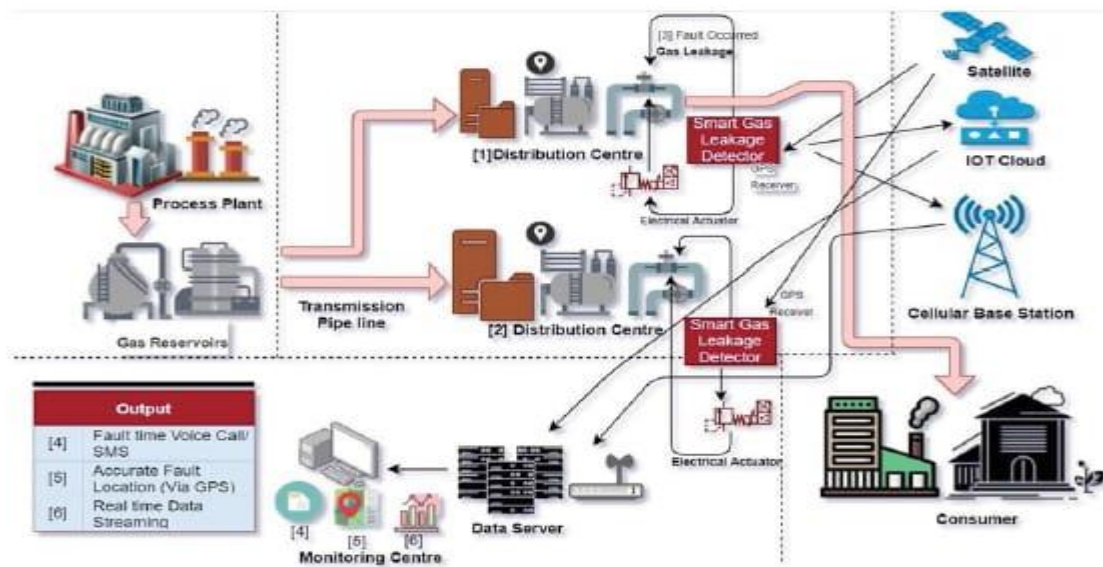 [3] Fault Occurred
Gas Leakage
Satellite
Smart Gas
Leakage
Detector
[1]Distribution Centre
IOT Cloud
GPS
Receiver
Process Plant
Electrical Actuator
Transmission
Pipe line
GPS
Receiver
[2] Distribution Centre
Cellular Base Station
Smart Gas
Leakage
Detector
Gas Reservoirs
Output
[4] Fault time Voice Call/
SMS
[5] Accurate Fault
Location (Via GPS)
[6] Real time Data
Streaming
Electrical Actuator
Data Server
Consumer
[4]
[5]
[6]
Monitoring Centre